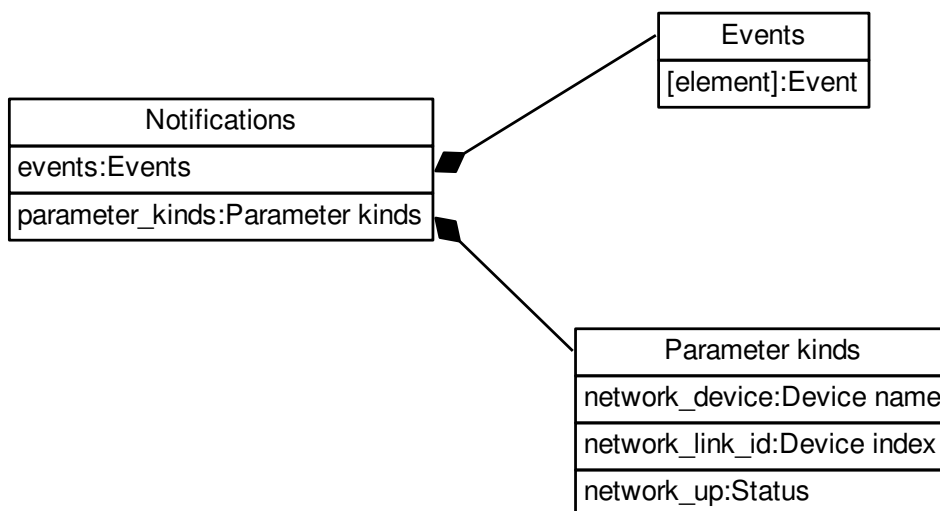 Events
[element]:Event
Notifications
events:Events
parameter_kinds:Parameter kinds
Parameter kinds
network_device:Device name
network_link_id:Device index
network_up:Status